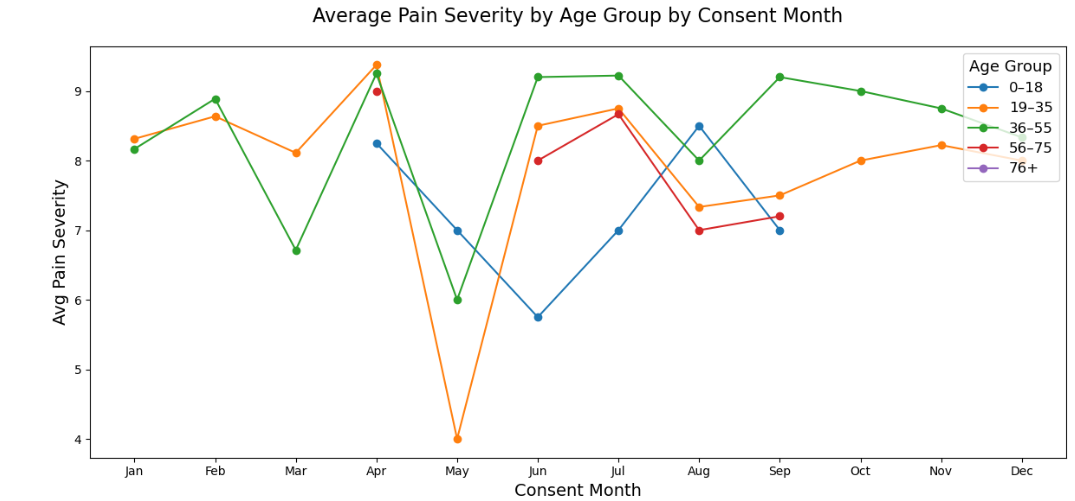 Average Pain Severity by Age Group by Consent Month
Avg Pain Severity
9
8
7
6
5
4
Age Group
0–18
19–35
36–55
56–75
76+
Jan Feb Mar Apr May Jun Jul Aug Sep Oct Nov Dec
Consent Month